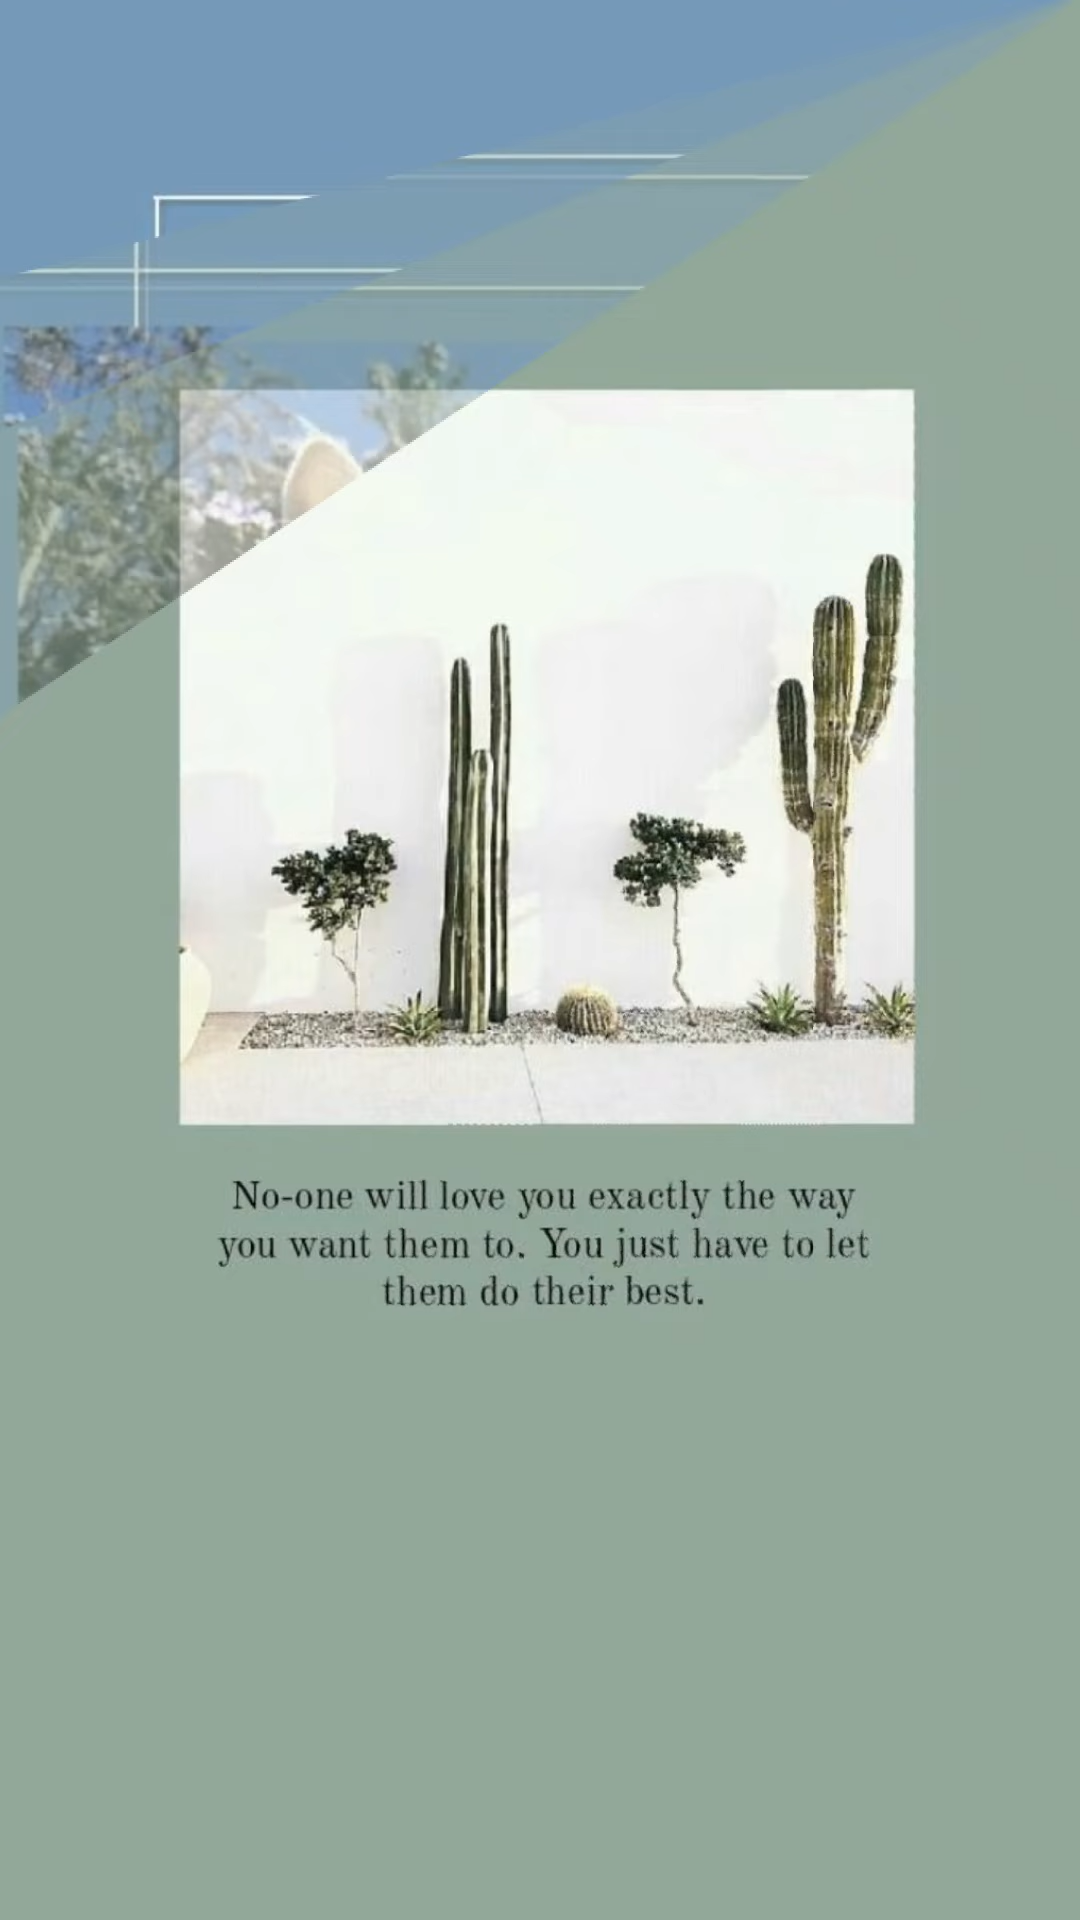 No-one will love you exactly the way
you want them to. You just have to let
them do their best.